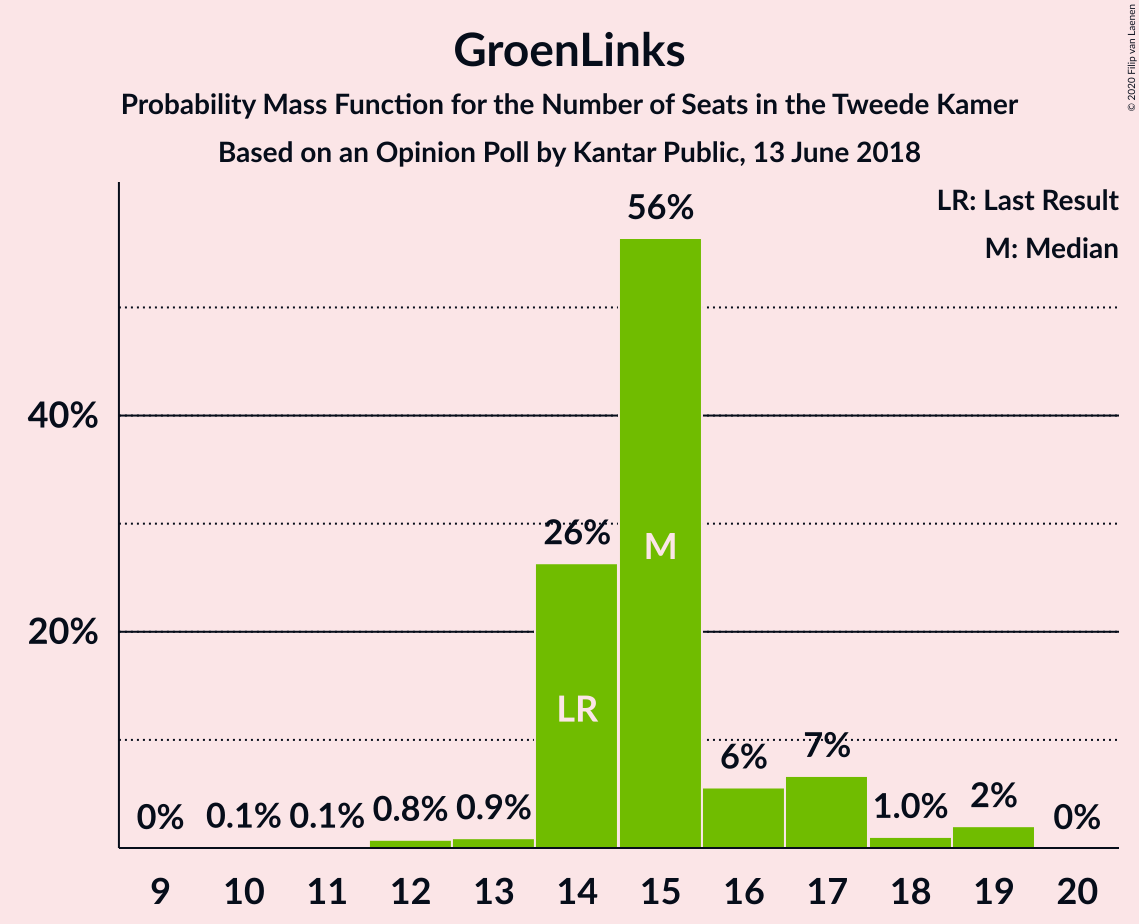 GroenLinks
Probability Mass Function for the Number of Seats in the Tweede Kamer
Based on an Opinion Poll by Kantar Public, 13 June 2018
© 2020 Filip van Laenen
LR: Last Result
M: Median
56%
40%
26%
M
20%
LR
0%
0.1%
0.1%
0.8%
0.9%
6%
7%
1.0%
2%
0%
9 10 11 12 13 14 15 16 17 18 19 20